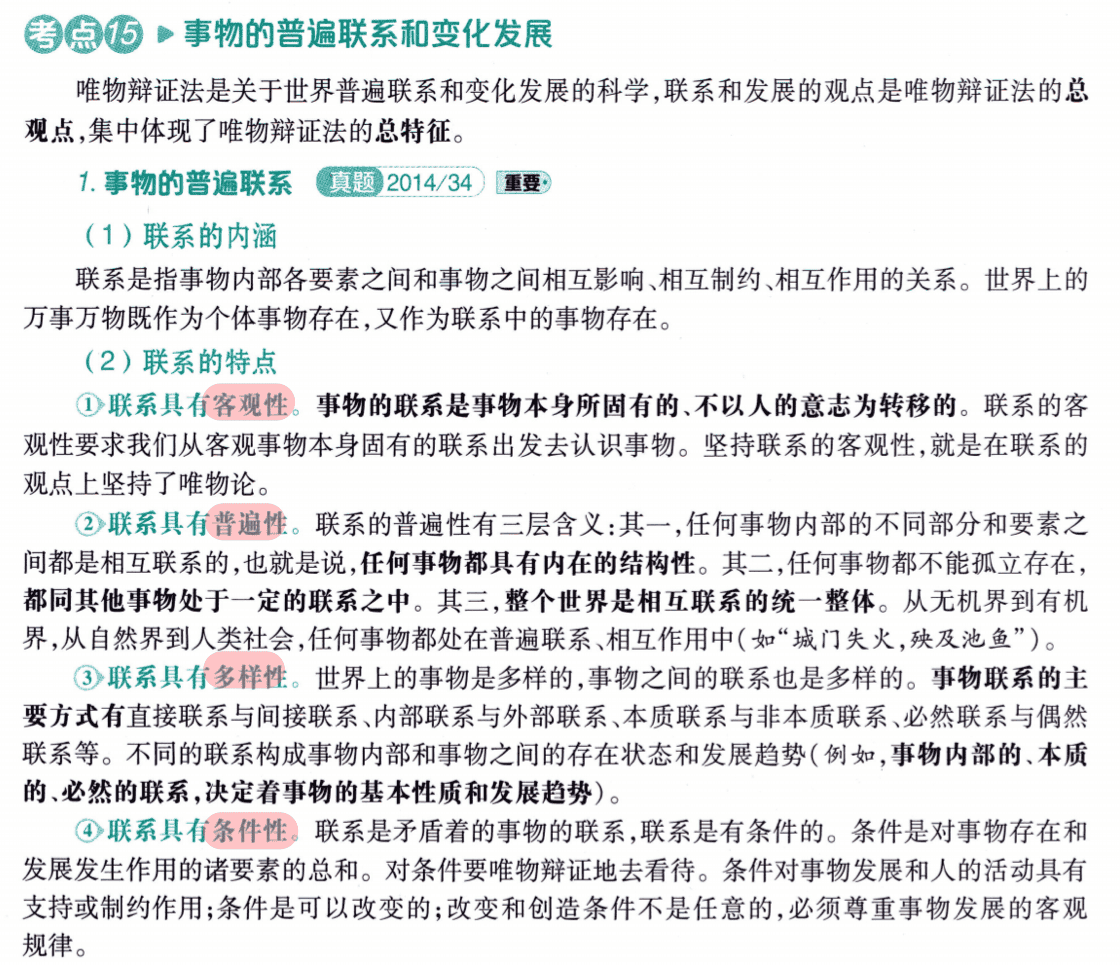 考点15 ▶ 事物的普遍联系和变化发展
唯物辩证法是关于世界普遍联系和变化发展的科学,联系和发展的观点是唯物辩证法的总
观点,集中体现了唯物辩证法的总特征。
1. 事物的普遍联系 真题 2014/34 重要
(1)联系的内涵
联系是指事物内部各要素之间和事物之间相互影响、相互制约、相互作用的关系。世界上的
万事万物既作为个体事物存在,又作为联系中的事物存在。
(2)联系的特点
①联系具有客观性。事物的联系是事物本身所固有的、不以人的意志为转移的。联系的客
观性要求我们从客观事物本身固有的联系出发去认识事物。坚持联系的客观性,就是在联系的
观点上坚持了唯物论。
②联系具有普遍性。联系的普遍性有三层含义:其一,任何事物内部的不同部分和要素之
间都是相互联系的,也就是说,任何事物都具有内在的结构性。其二,任何事物都不能孤立存在,
都同其他事物处于一定的联系之中。其三,整个世界是相互联系的统一整体。从无机界到有机
界,从自然界到人类社会,任何事物都处在普遍联系、相互作用中(如“城门失火,殃及池鱼”)。
③联系具有多样性。世界上的事物是多样的,事物之间的联系也是多样的。事物联系的主
要方式有直接联系与间接联系、内部联系与外部联系、本质联系与非本质联系、必然联系与偶然
联系等。不同的联系构成事物内部和事物之间的存在状态和发展趋势(例如,事物内部的、本质
的、必然的联系,决定着事物的基本性质和发展趋势)。
④联系具有条件性。联系是矛盾着的事物的联系,联系是有条件的。条件是对事物存在和
发展发生作用的诸要素的总和。对条件要唯物辩证地去看待。条件对事物发展和人的活动具有
支持或制约作用;条件是可以改变的;改变和创造条件不是任意的,必须尊重事物发展的客观
规律。